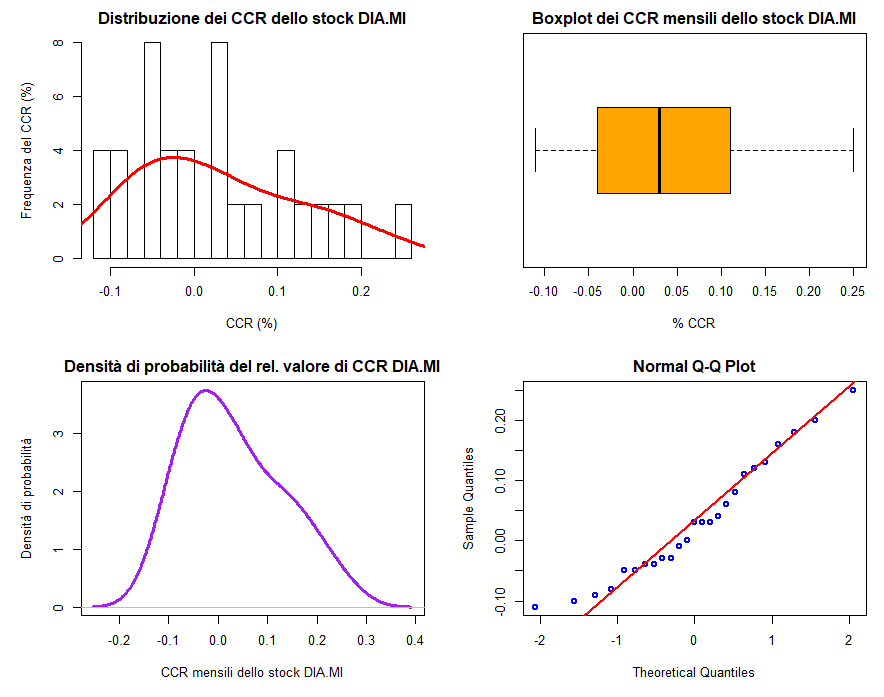 Distribuzione dei CCR dello stock DIA.MI
Frequenza del CCR (%)
0 2 4 6 8
-0.1 0.0 0.1 0.2
CCR (%)
Boxplot dei CCR mensili dello stock DIA.MI
-0.10 -0.05 0.00 0.05 0.10 0.15 0.20 0.25
% CCR
Densità di probabilità del rel. valore di CCR DIA.MI
Densità di probabilità
0 1 2 3
-0.2 -0.1 0.0 0.1 0.2 0.3 0.4
CCR mensili dello stock DIA.MI
Normal Q-Q Plot
Sample Quantiles
-0.10 0.00 0.10 0.20
-2 -1 0 1 2
Theoretical Quantiles